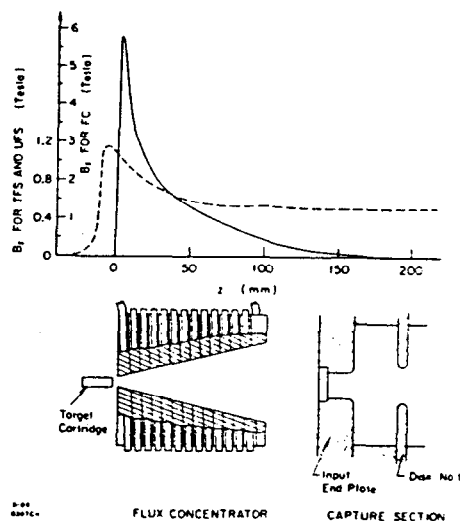 B_z FOR TFS AND UFS (Tesla)
B_z FOR FC (Tesla)
6
5
4
1.2 3
0.8 2
0.4 1
0 0
0 50 100 150 200
z (mm)
Target
Cartridge
Input
End Plate
Disk No 1
FLUX CONCENTRATOR
CAPTURE SECTION